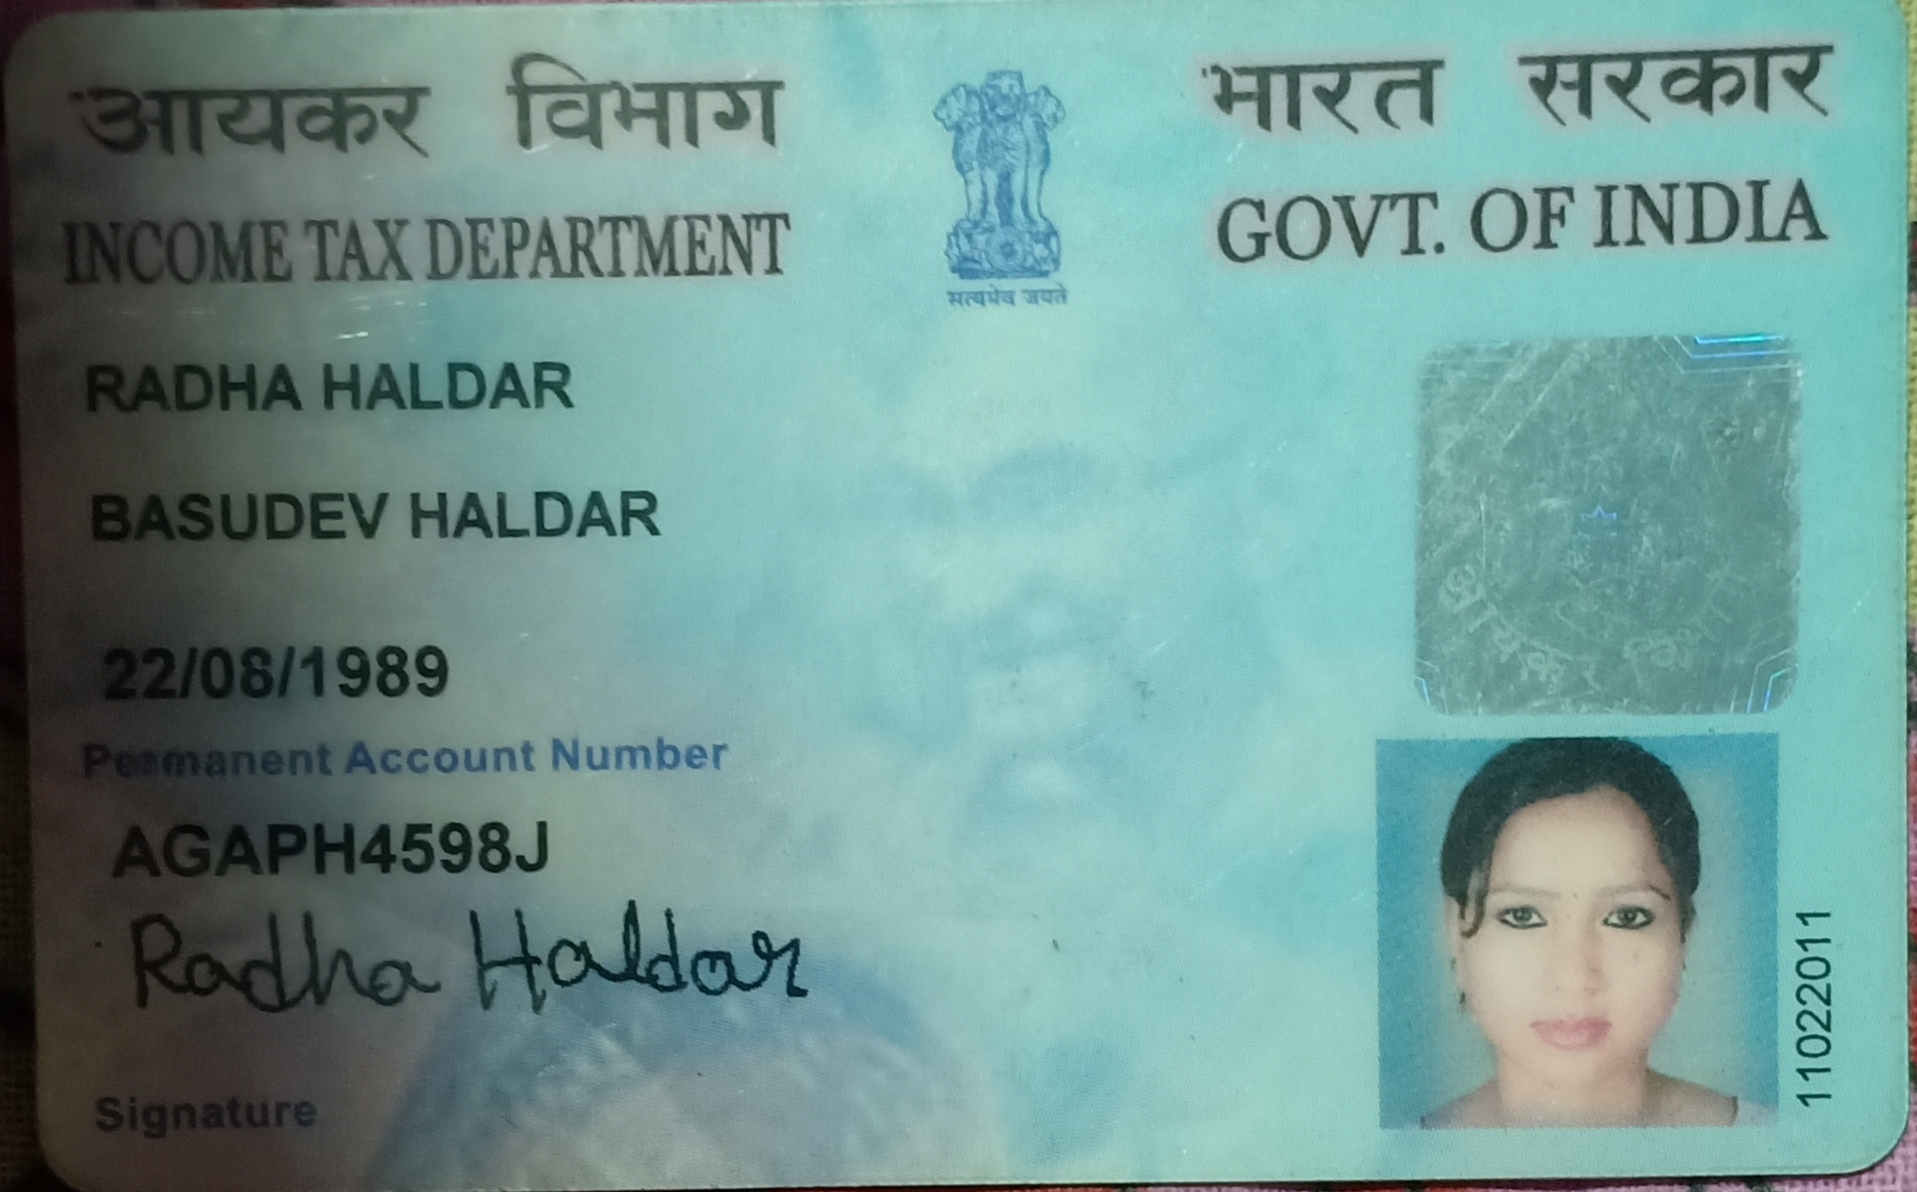 आयकर विभाग
INCOME TAX DEPARTMENT
सत्यमेव जयते
भारत सरकार
GOVT. OF INDIA
RADHA HALDAR
BASUDEV HALDAR
22/08/1989
Permanent Account Number
AGAPH4598J
Radha Haldar
Signature
आयकर विभाग
11022011